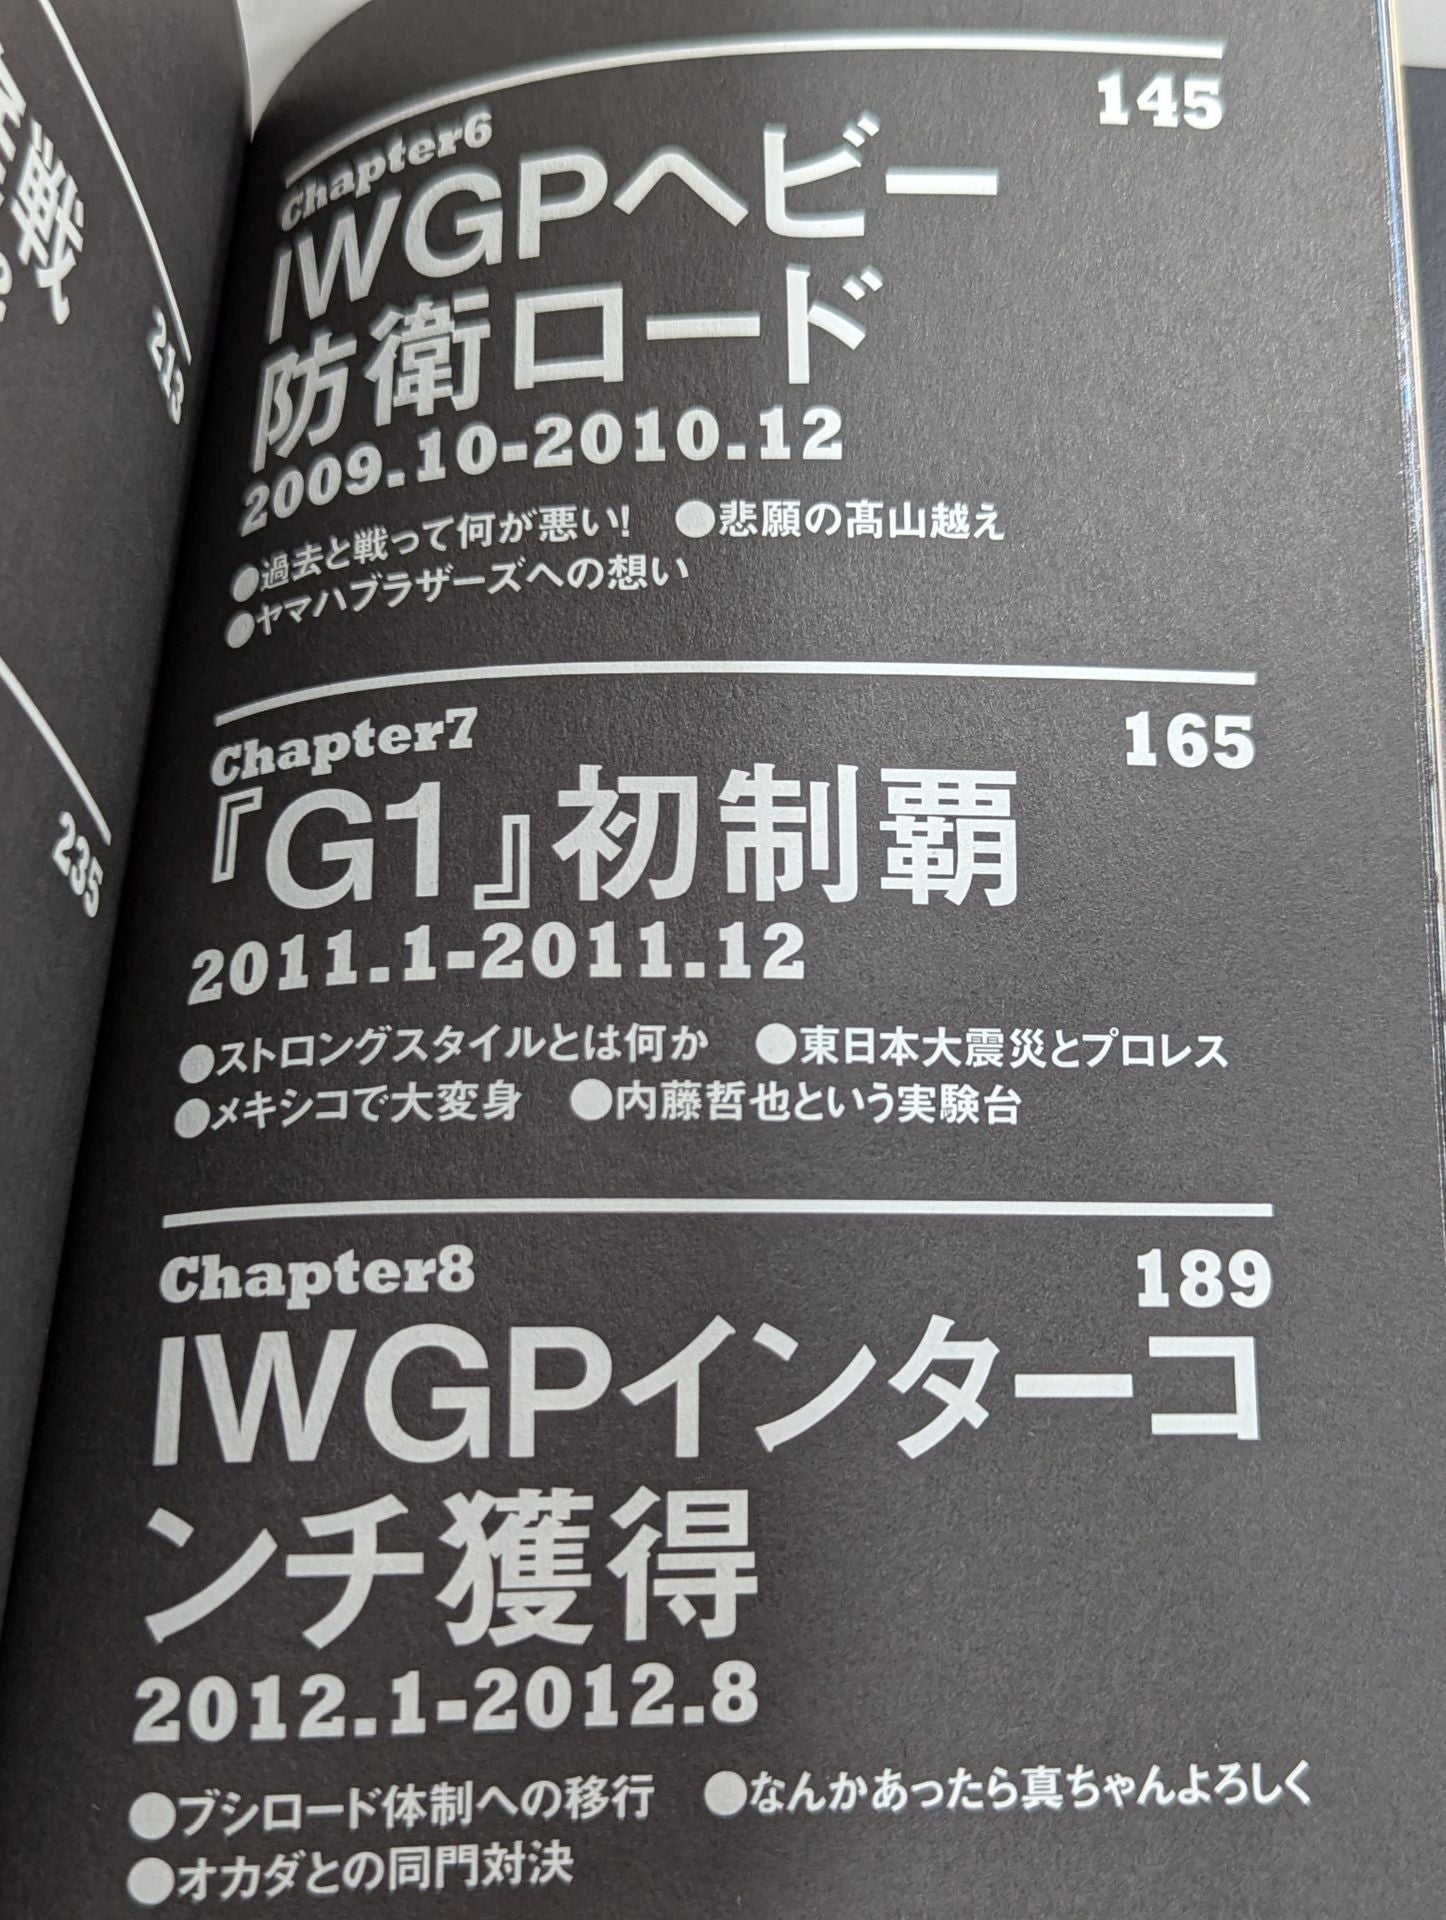 戦
213
235
Chapter6
145
IWGPヘビー
防衛ロード
2009.10-2010.12
●過去と戦って何が悪い! ●悲願の髙山越え
●ヤマハブラザーズへの想い
Chapter7
165
『G1』初制覇
2011.1-2011.12
●ストロングスタイルとは何か ●東日本大震災とプロレス
●メキシコで大変身 ●内藤哲也という実験台
Chapter8
189
IWGPインターコ
ンチ獲得
2012.1-2012.8
●ブシロード体制への移行 ●なんかあったら真ちゃんよろしく
●オカダとの同門対決